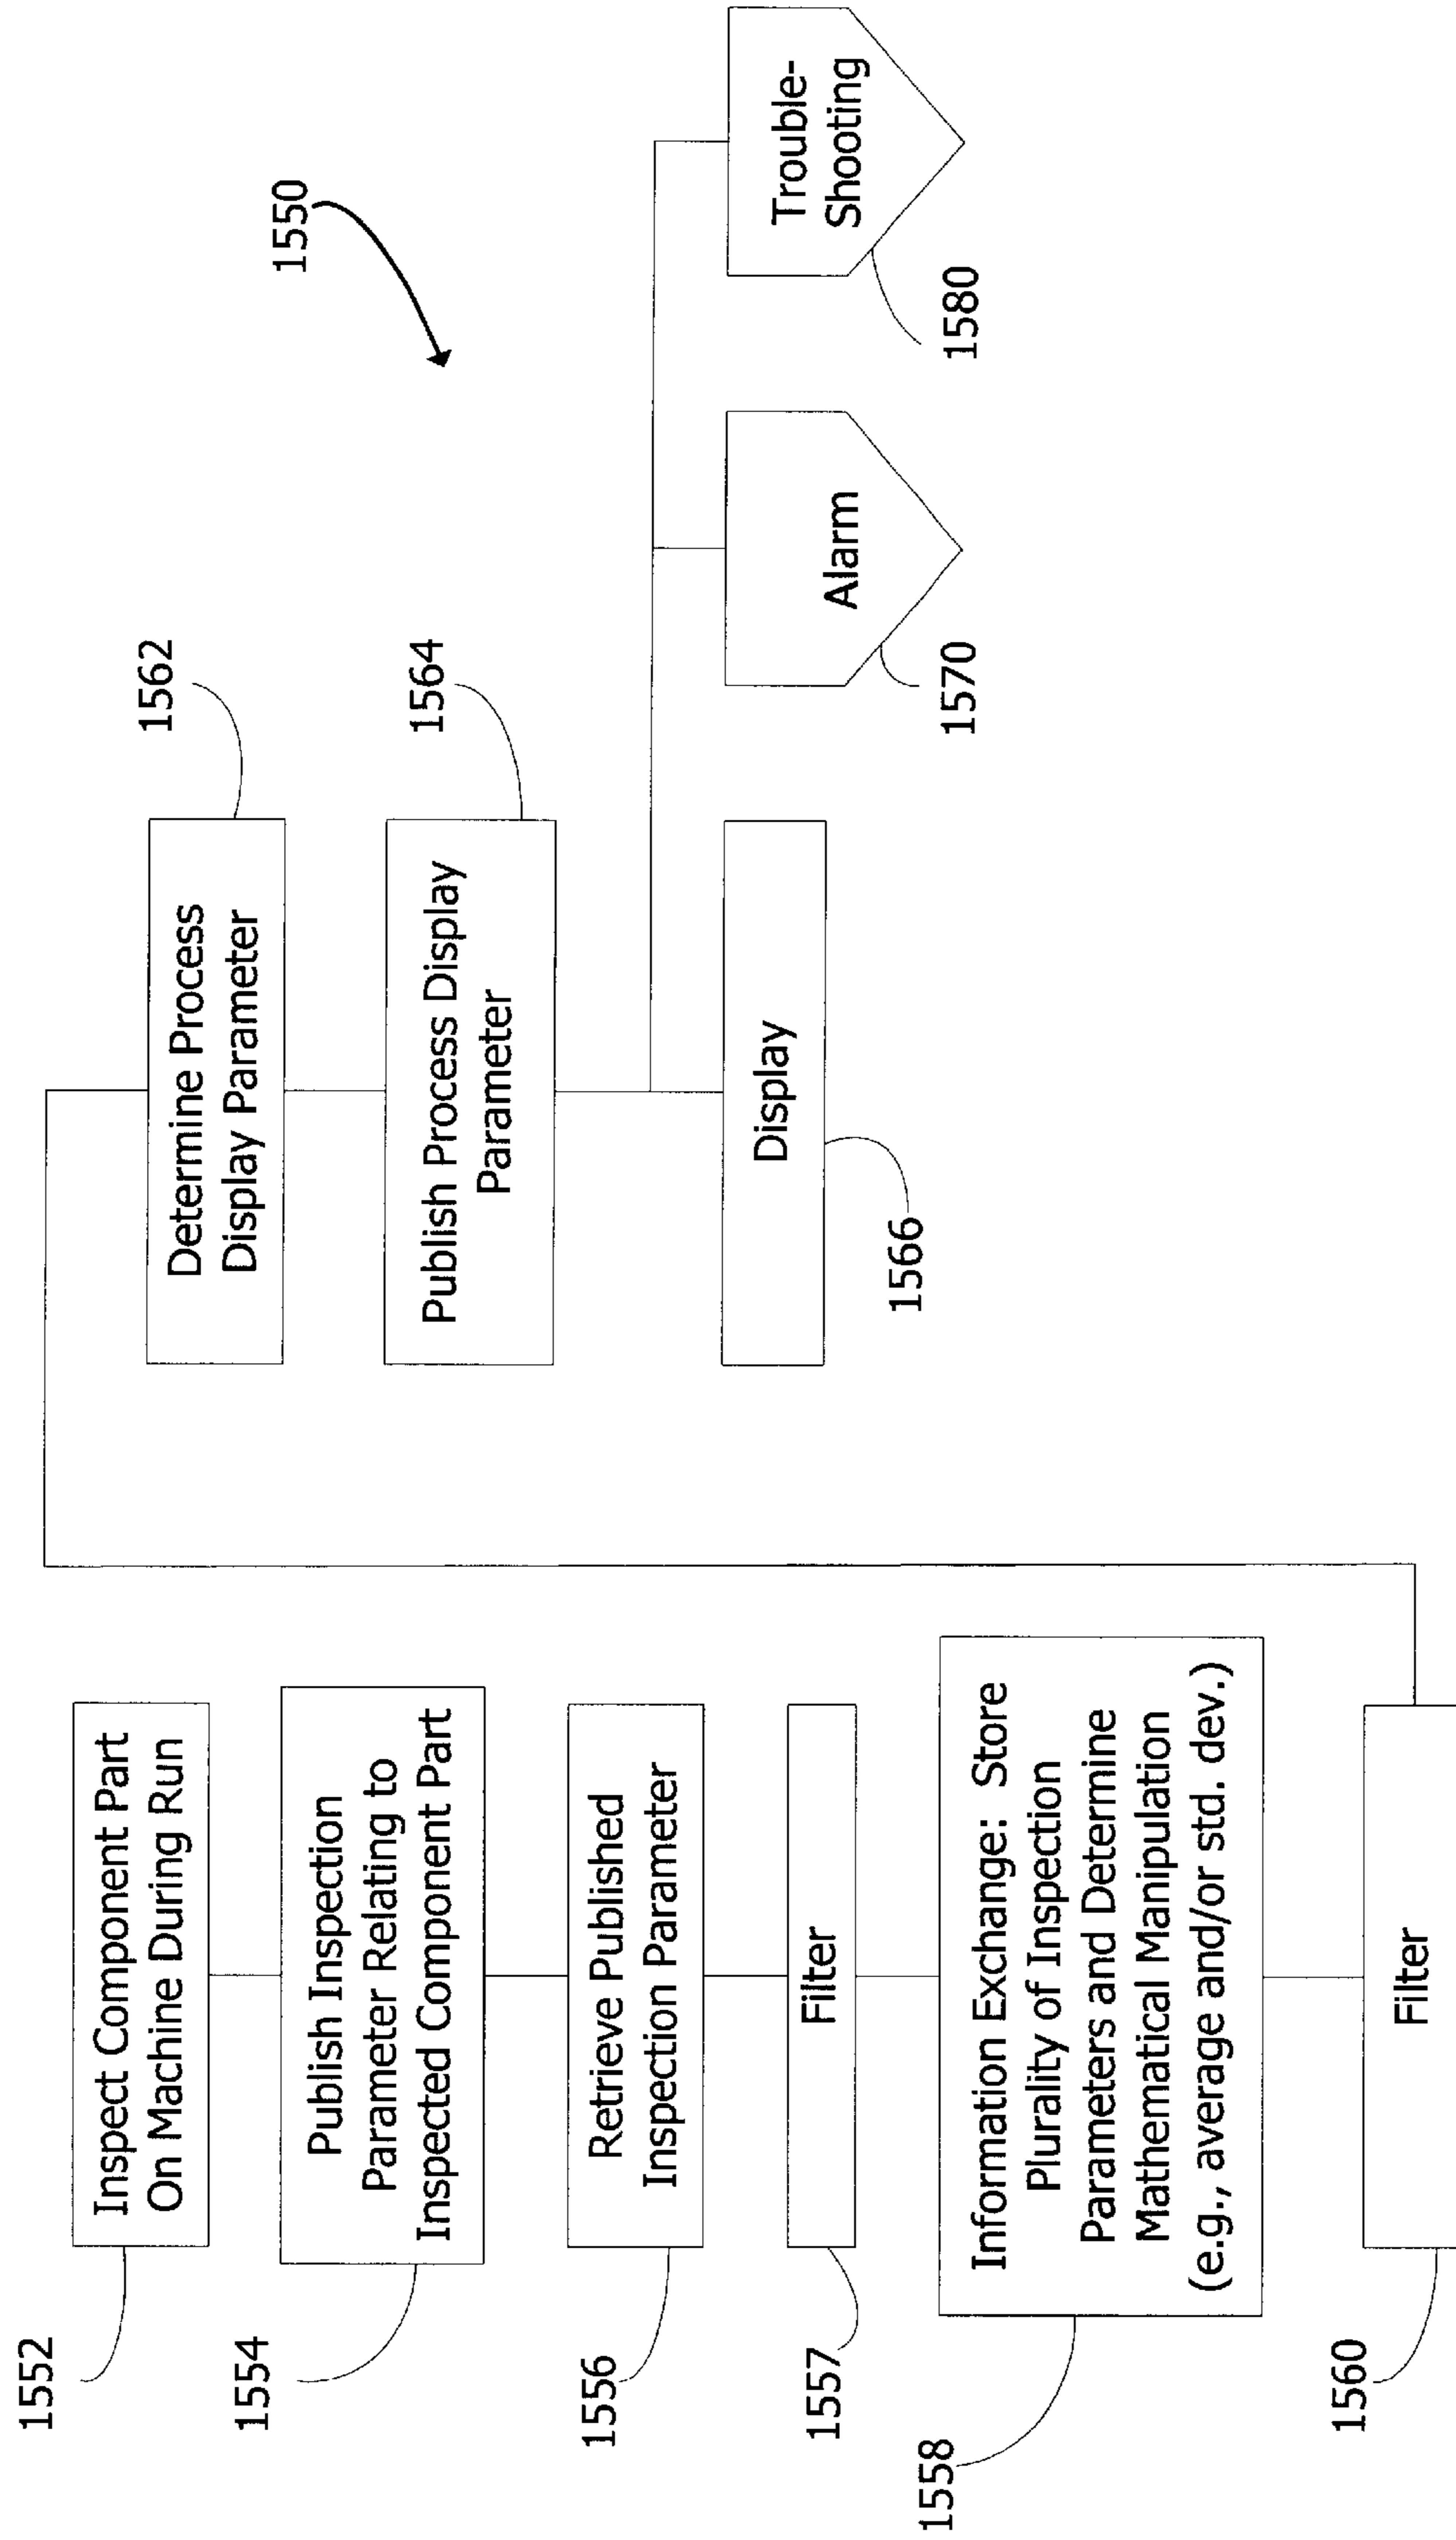 1550
1552
Inspect Component Part
On Machine During Run
1554
Publish Inspection
Parameter Relating to
Inspected Component Part
1556
Retrieve Published
Inspection Parameter
1557
Filter
1558
Information Exchange: Store
Plurality of Inspection
Parameters and Determine
Mathematical Manipulation
(e.g., average and/or std. dev.)
1560
Filter
1562
Determine Process
Display Parameter
1564
Publish Process Display
Parameter
Display
1566
Alarm
1570
Trouble-
Shooting
1580